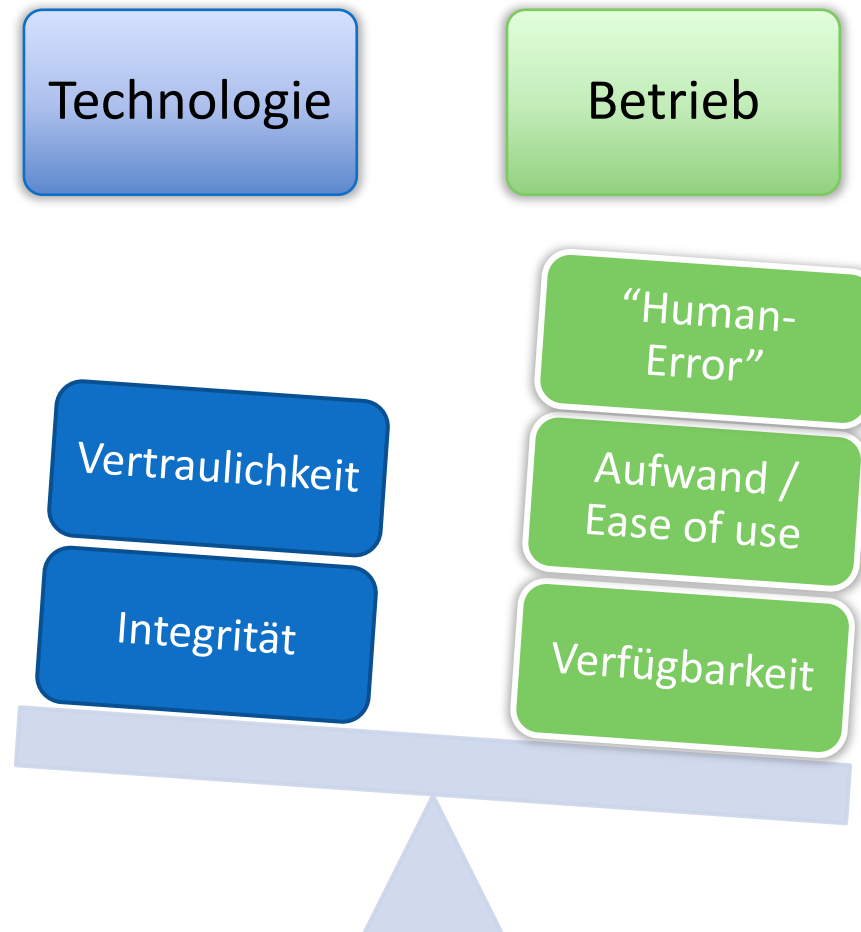 Technologie
Betrieb
“Human-
Error”
Aufwand /
Ease of use
Vertraulichkeit
Integrität
Verfügbarkeit